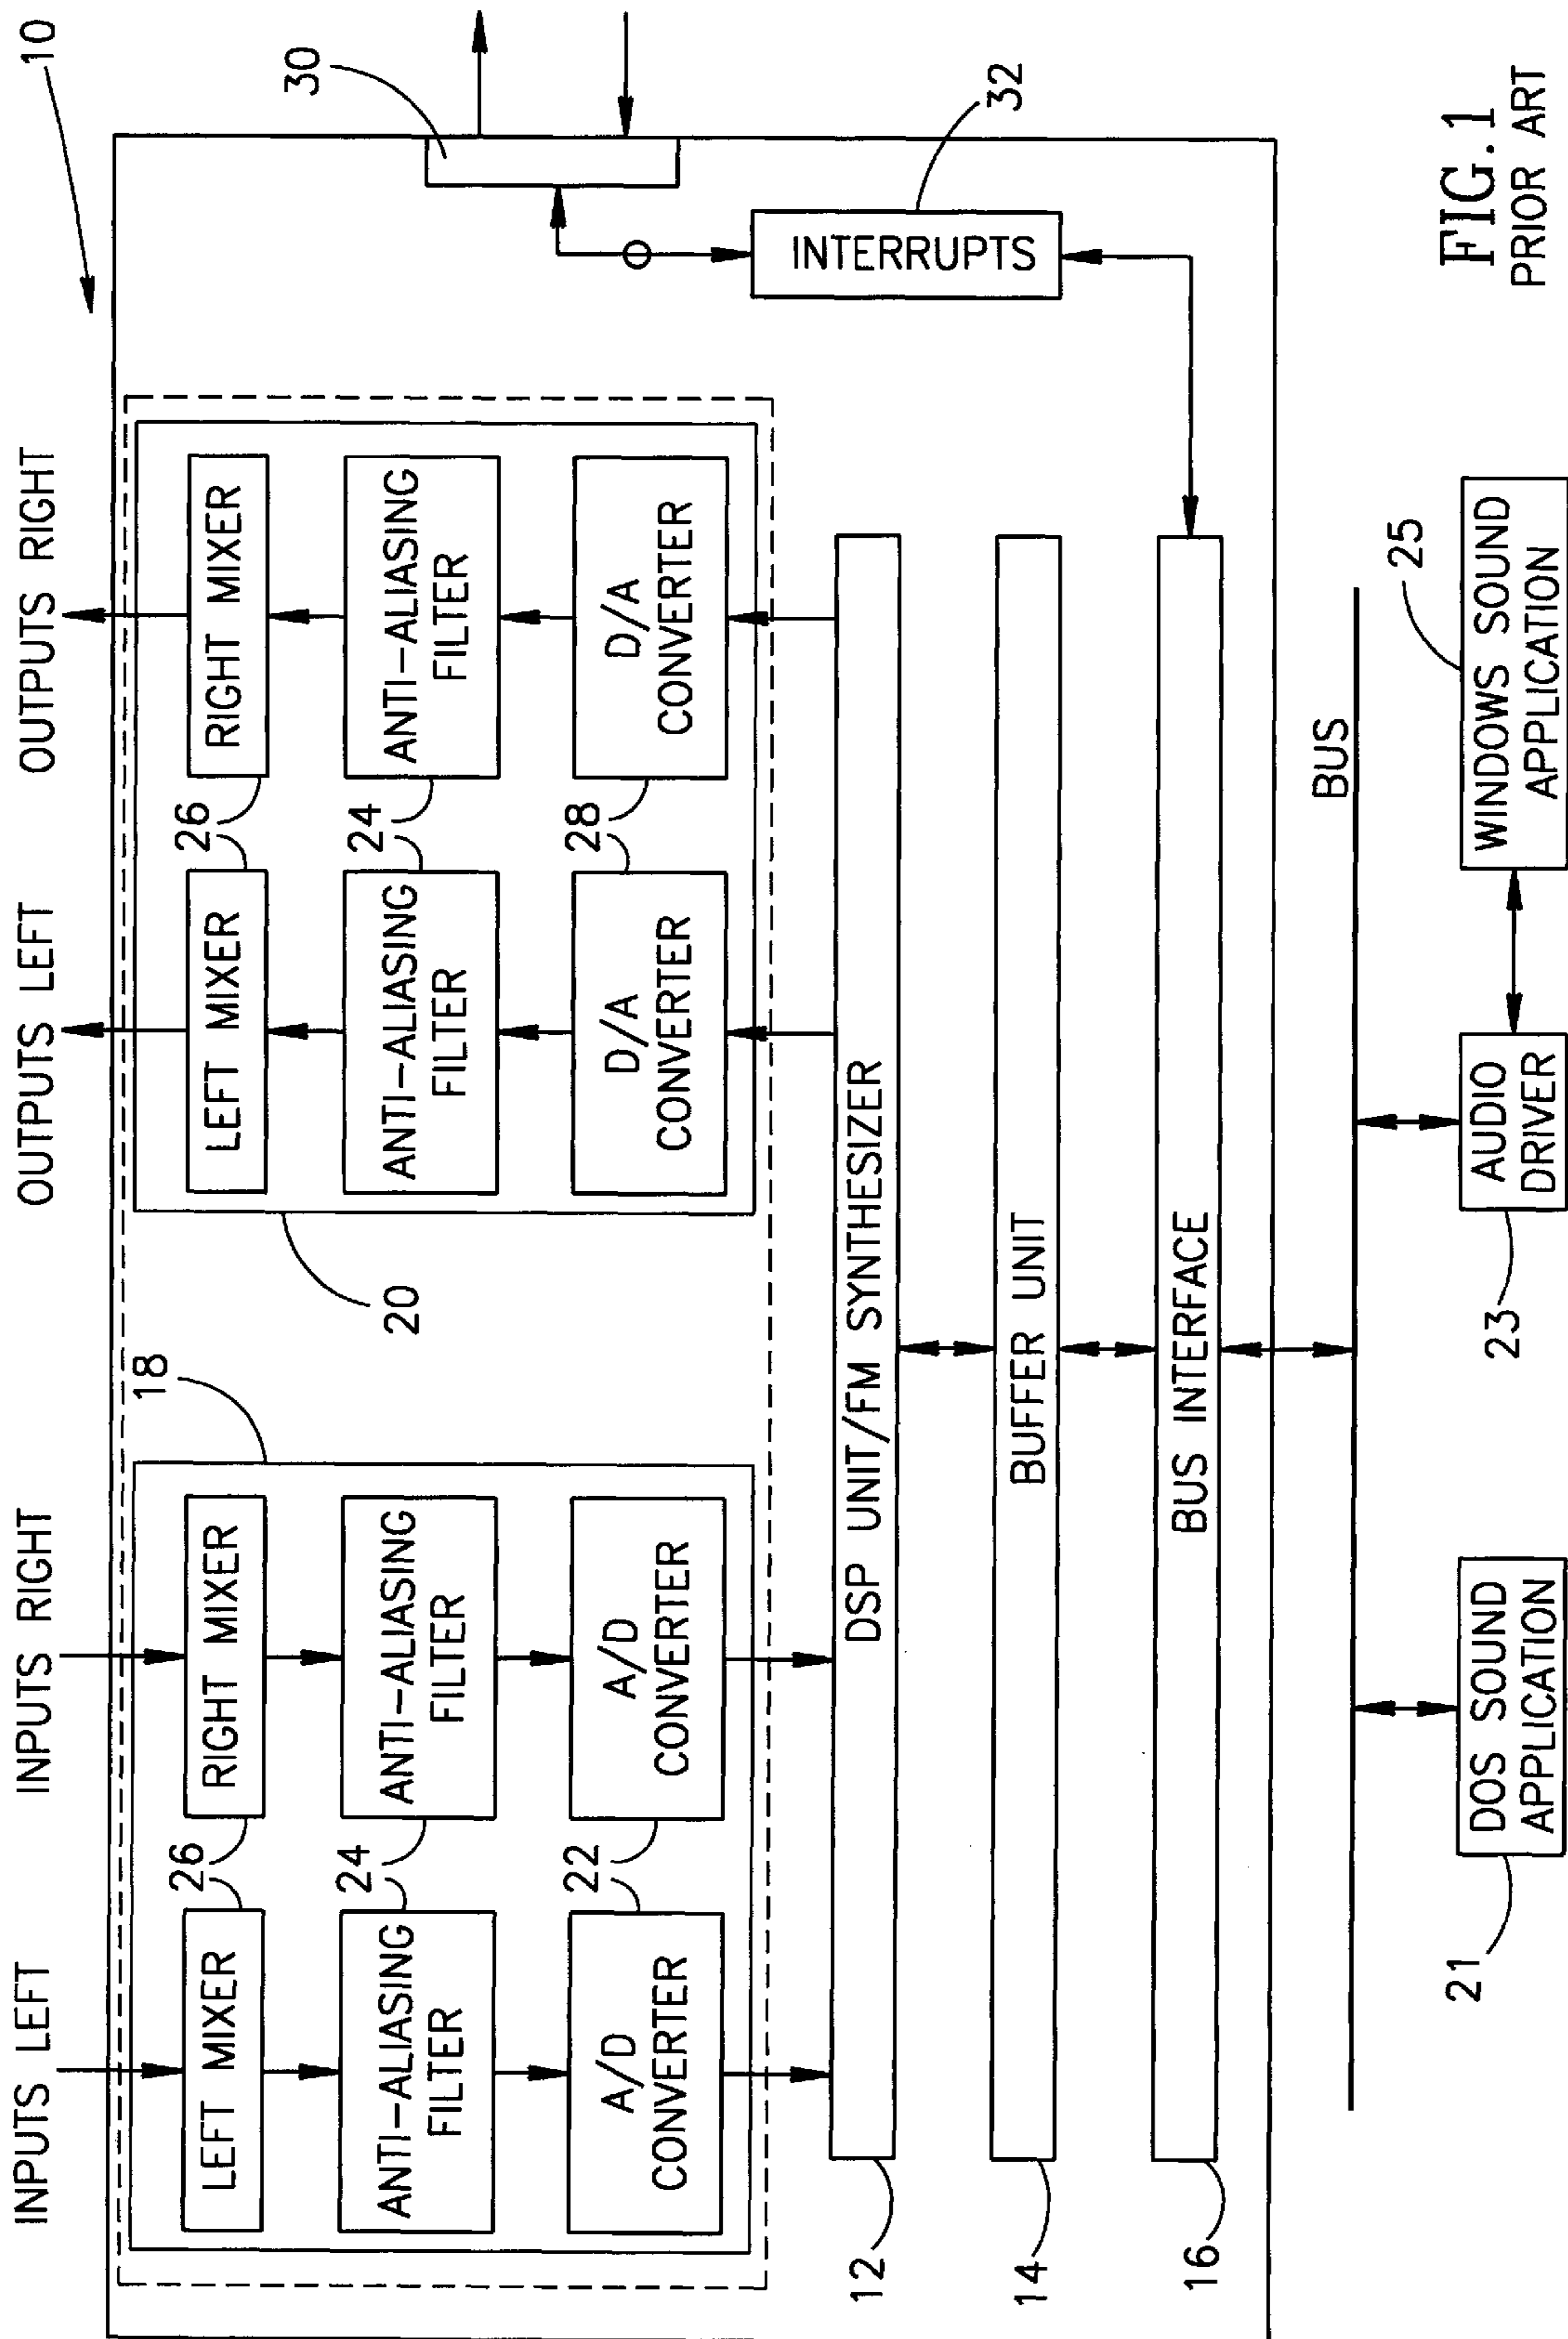 INPUTS LEFT
INPUTS RIGHT
OUTPUTS LEFT
OUTPUTS RIGHT
10
18
20
LEFT MIXER
26
RIGHT MIXER
LEFT MIXER
26
RIGHT MIXER
30
ANTI-ALIASING
FILTER
24
ANTI-ALIASING
FILTER
ANTI-ALIASING
FILTER
24
ANTI-ALIASING
FILTER
A/D
CONVERTER
22
A/D
CONVERTER
D/A
CONVERTER
28
D/A
CONVERTER
INTERRUPTS
32
12
DSP UNIT/FM SYNTHESIZER
14
BUFFER UNIT
16
BUS INTERFACE
BUS
21
DOS SOUND
APPLICATION
23
AUDIO
DRIVER
25
WINDOWS SOUND
APPLICATION
FIG.1
PRIOR ART